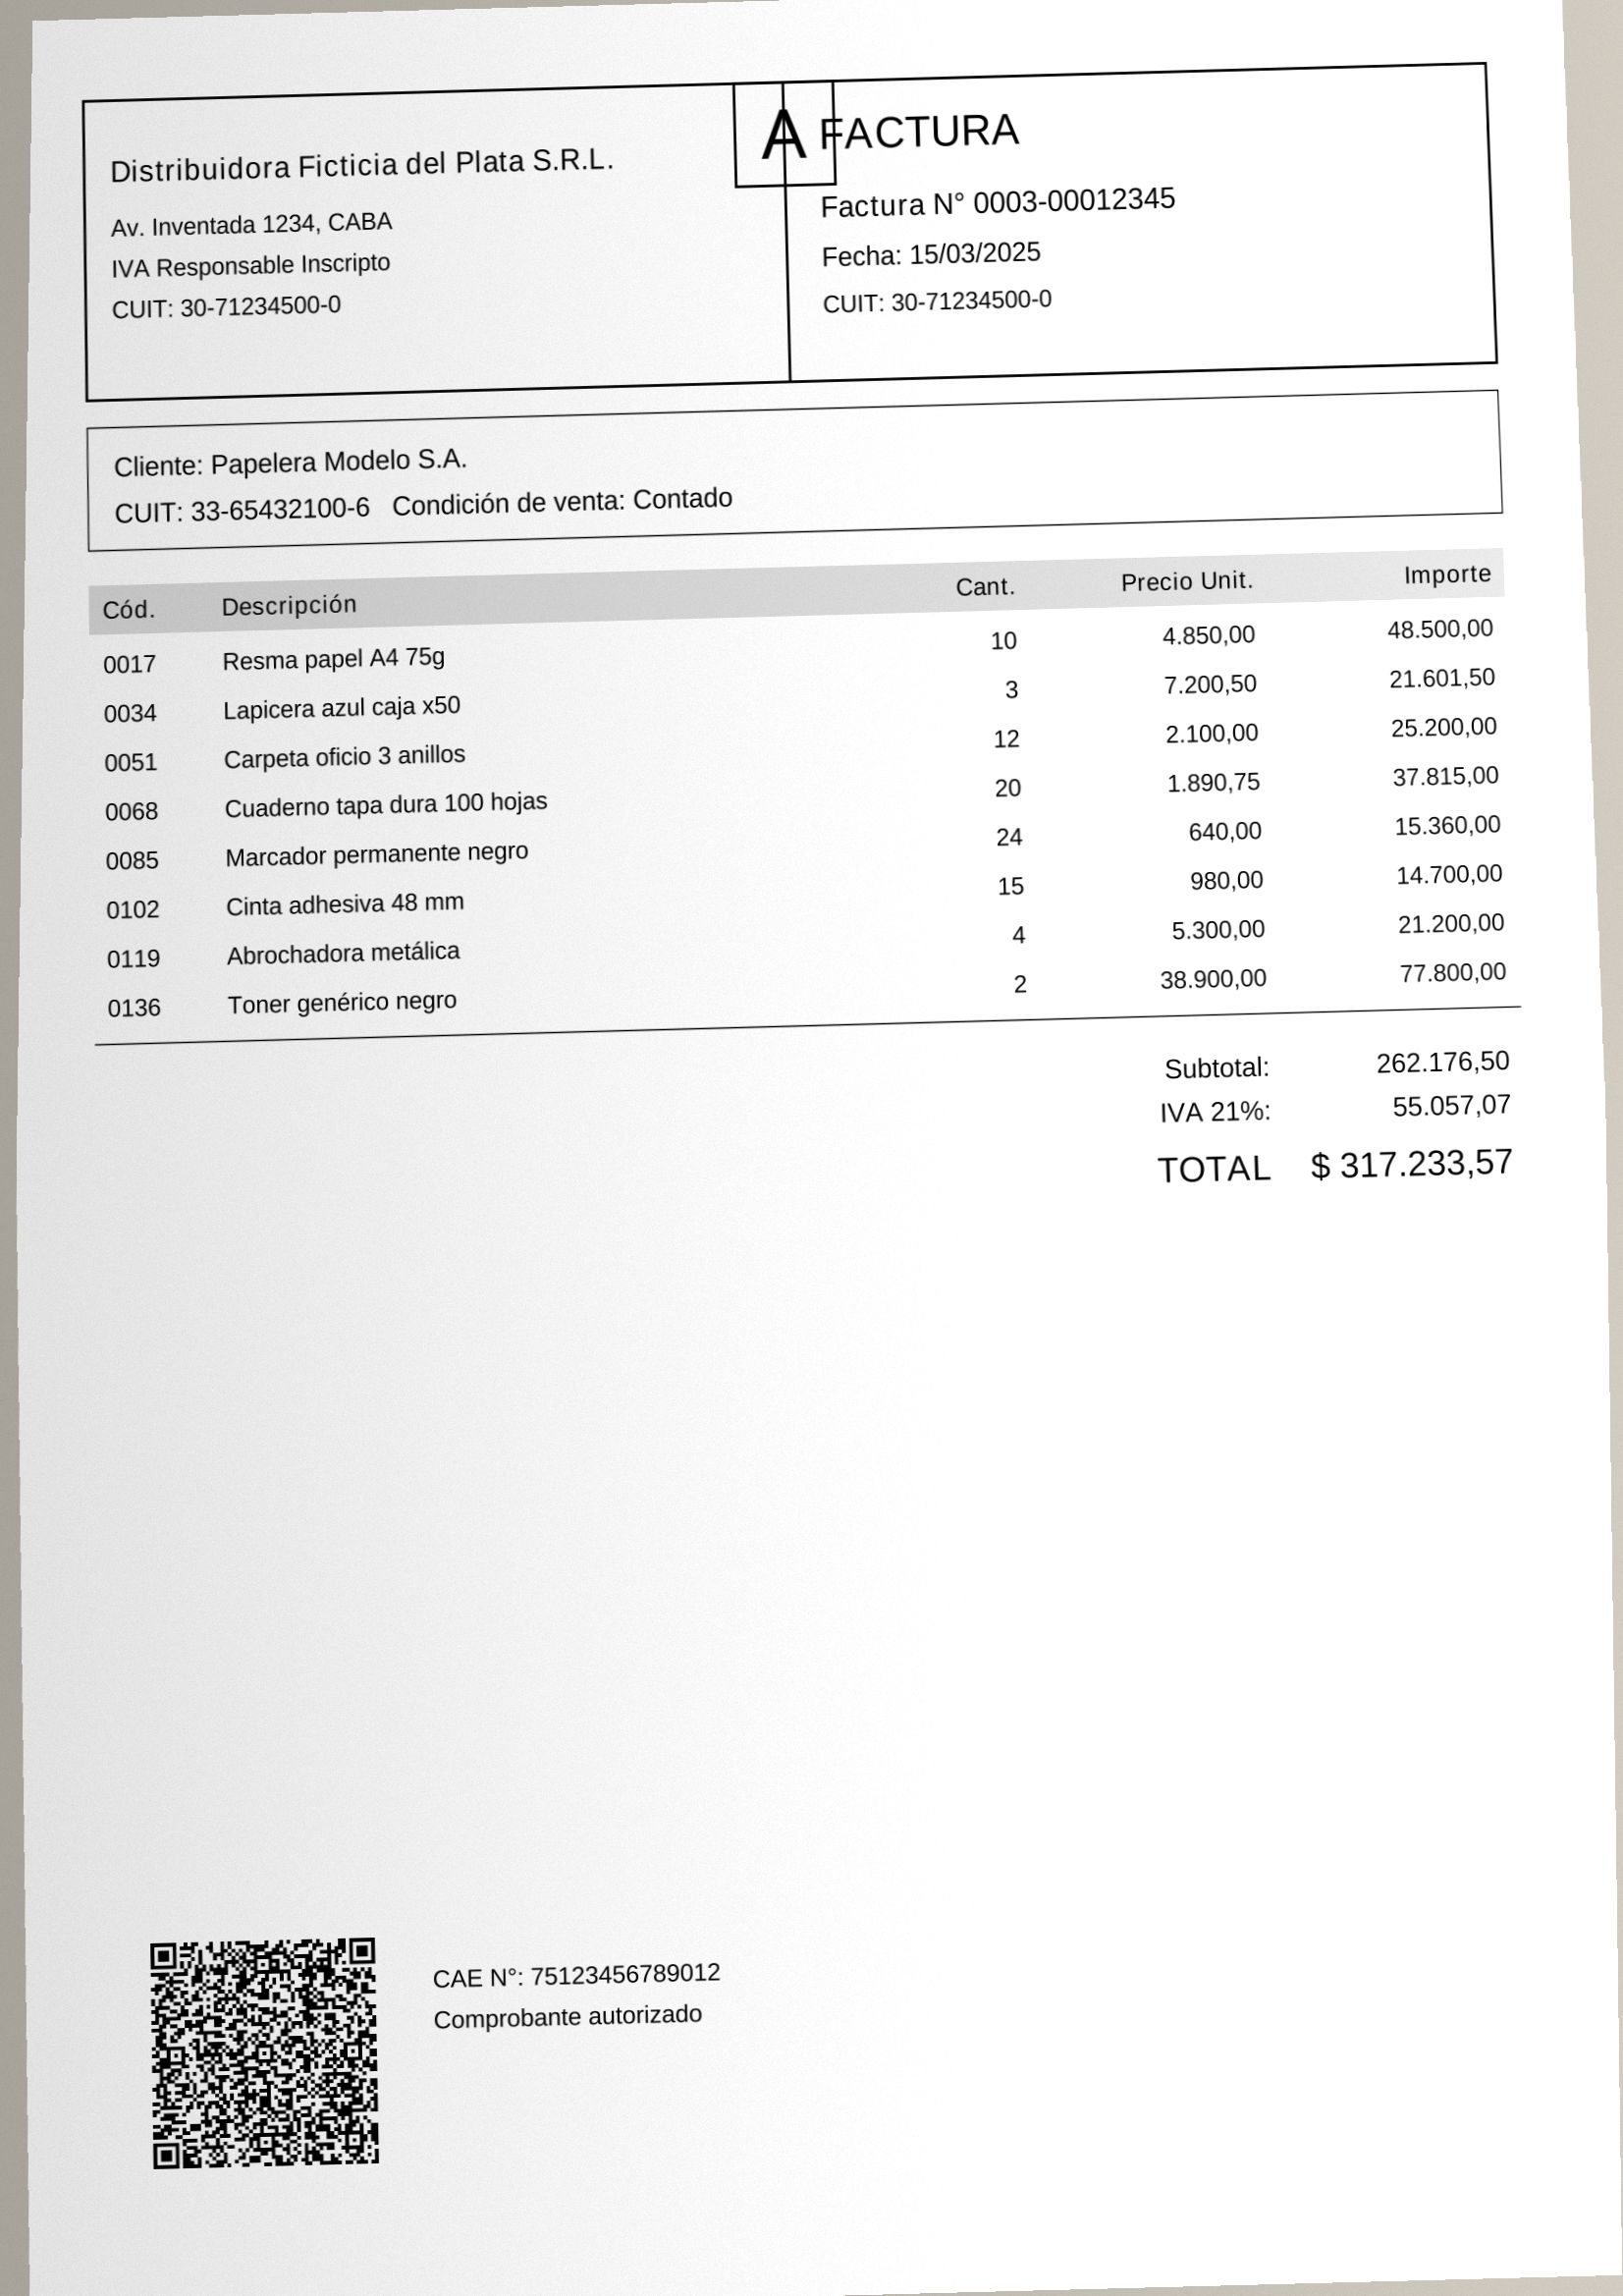 Distribuidora Ficticia del Plata S.R.L.
Av. Inventada 1234, CABA
IVA Responsable Inscripto
CUIT: 30-71234500-0
A
FACTURA
Factura N° 0003-00012345
Fecha: 15/03/2025
CUIT: 30-71234500-0
Cliente: Papelera Modelo S.A.
CUIT: 33-65432100-6 Condición de venta: Contado
Cód. Descripción Cant. Precio Unit. Importe
0017 Resma papel A4 75g 10 4.850,00 48.500,00
0034 Lapicera azul caja x50 3 7.200,50 21.601,50
0051 Carpeta oficio 3 anillos 12 2.100,00 25.200,00
0068 Cuaderno tapa dura 100 hojas 20 1.890,75 37.815,00
0085 Marcador permanente negro 24 640,00 15.360,00
0102 Cinta adhesiva 48 mm 15 980,00 14.700,00
0119 Abrochadora metálica 4 5.300,00 21.200,00
0136 Toner genérico negro 2 38.900,00 77.800,00
Subtotal: 262.176,50
IVA 21%: 55.057,07
TOTAL $ 317.233,57
CAE N°: 75123456789012
Comprobante autorizado